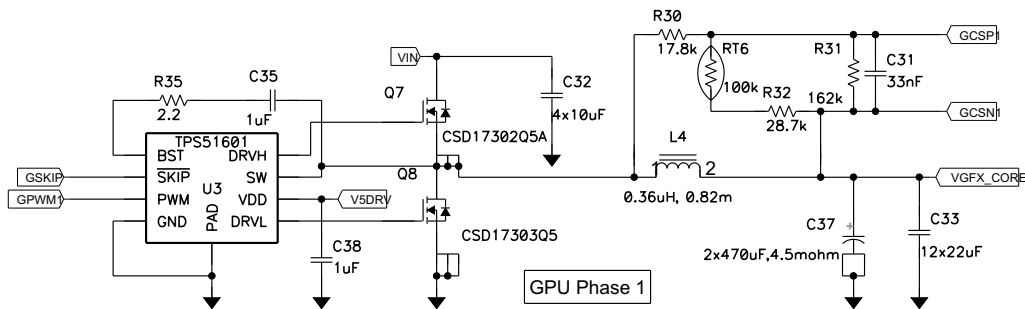 R30
17.8k
GCSP1
RT6
100k
R31
162k
C31
33nF
R32
28.7k
GCSN1
VIN
C32
4x10uF
R35
2.2
C35
1uF
Q7
CSD17302Q5A
TPS51601
BST
DRVH
SKIP
SW
PWM
VDD
GND
DRVL
U3
PAD
GSKIP
GPWM1
V5DRV
Q8
CSD17303Q5
C38
1uF
L4
1
2
0.36uH, 0.82m
VGFX_CORE
C37
+
2x470uF,4.5mohm
C33
12x22uF
GPU Phase 1